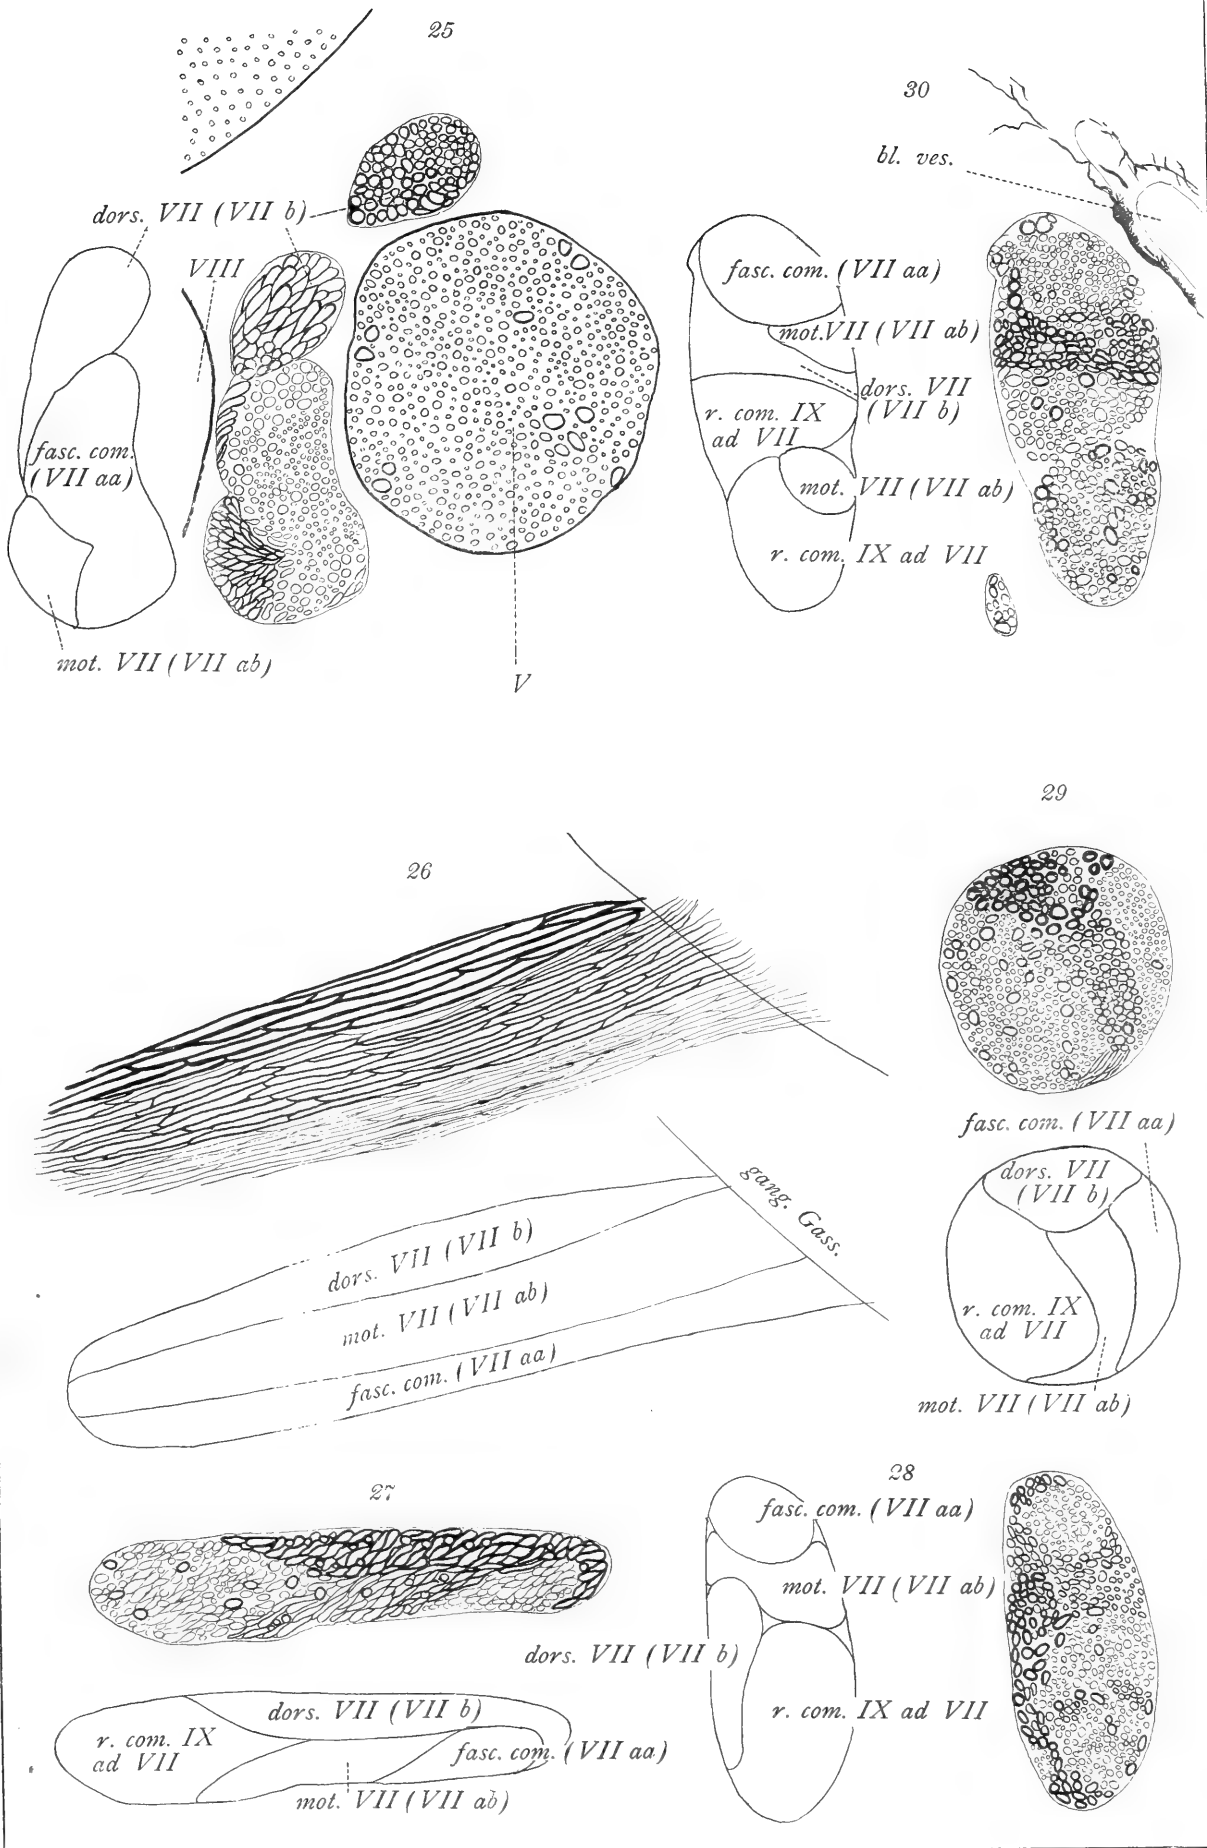 25
dors. VII (VII b)
VIII
fasc. com.
(VII aa)
mot. VII (VII ab)
V
30
bl. ves.
fasc. com. (VII aa)
mot. VII (VII ab)
dors. VII
(VII b)
r. com. IX
ad VII
mot. VII (VII ab)
r. com. IX ad VII
26
gang. Gass.
dors. VII (VII b)
mot. VII (VII ab)
fasc. com. (VII aa)
29
fasc. com. (VII aa)
dors. VII
(VII b)
r. com. IX
ad VII
mot. VII (VII ab)
27
dors. VII (VII b)
r. com. IX
ad VII
fasc. com. (VII aa)
mot. VII (VII ab)
28
fasc. com. (VII aa)
mot. VII (VII ab)
dors. VII (VII b)
r. com. IX ad VII